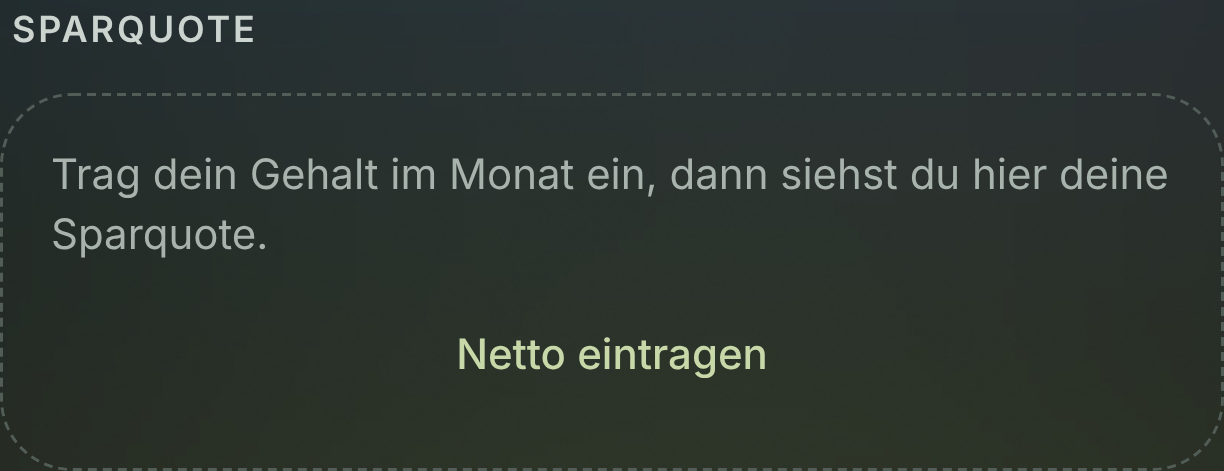 SPARQUOTE
Trag dein Gehalt im Monat ein, dann siehst du hier deine
Sparquote.
Netto eintragen